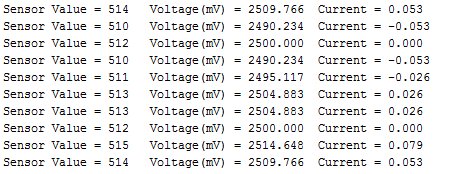 Sensor Value = 514   Voltage(mV) = 2509.766  Current = 0.053
Sensor Value = 510   Voltage(mV) = 2490.234  Current = -0.053
Sensor Value = 512   Voltage(mV) = 2500.000  Current = 0.000
Sensor Value = 510   Voltage(mV) = 2490.234  Current = -0.053
Sensor Value = 511   Voltage(mV) = 2495.117  Current = -0.026
Sensor Value = 513   Voltage(mV) = 2504.883  Current = 0.026
Sensor Value = 513   Voltage(mV) = 2504.883  Current = 0.026
Sensor Value = 512   Voltage(mV) = 2500.000  Current = 0.000
Sensor Value = 515   Voltage(mV) = 2514.648  Current = 0.079
Sensor Value = 514   Voltage(mV) = 2509.766  Current = 0.053